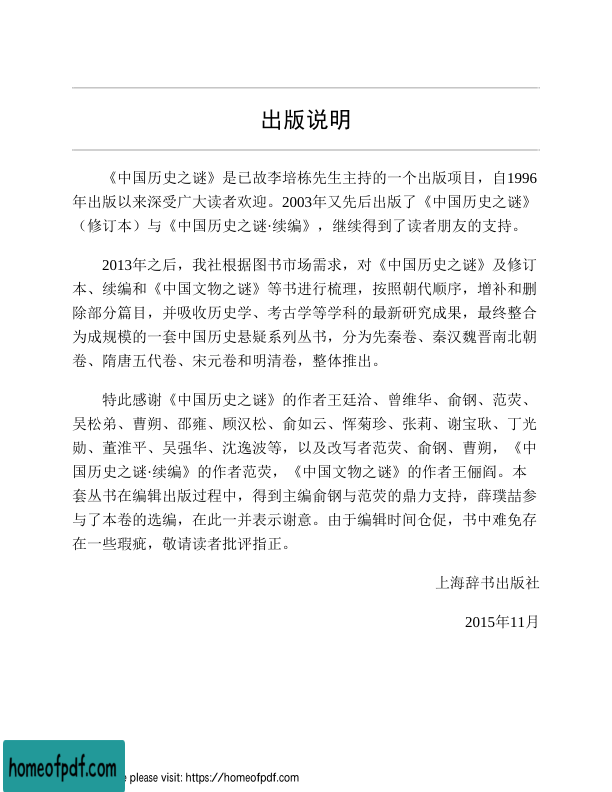 出版说明
《中国历史之谜》是已故李培栋先生主持的一个出版项目，自1996
年出版以来深受广大读者欢迎。2003年又先后出版了《中国历史之谜》
（修订本）与《中国历史之谜·续编》，继续得到了读者朋友的支持。
2013年之后，我社根据图书市场需求，对《中国历史之谜》及修订
本、续编和《中国文物之谜》等书进行梳理，按照朝代顺序，增补和删
除部分篇目，并吸收历史学、考古学等学科的最新研究成果，最终整合
为成规模的一套中国历史悬疑系列丛书，分为先秦卷、秦汉魏晋南北朝
卷、隋唐五代卷、宋元卷和明清卷，整体推出。
特此感谢《中国历史之谜》的作者王廷洽、曾维华、俞钢、范荧、
吴松弟、曹朔、邵雍、顾汉松、俞如云、恽菊珍、张莉、谢宝耿、丁光
勋、董淮平、吴强华、沈逸波等，以及改写者范荧、俞钢、曹朔，《中
国历史之谜·续编》的作者范荧，《中国文物之谜》的作者王俪阎。本
套丛书在编辑出版过程中，得到主编俞钢与范荧的鼎力支持，薛璞喆参
与了本卷的选编，在此一并表示谢意。由于编辑时间仓促，书中难免存
在一些瑕疵，敬请读者批评指正。
上海辞书出版社
2015年11月
homeofpdf.com
e please visit: https://homeofpdf.com